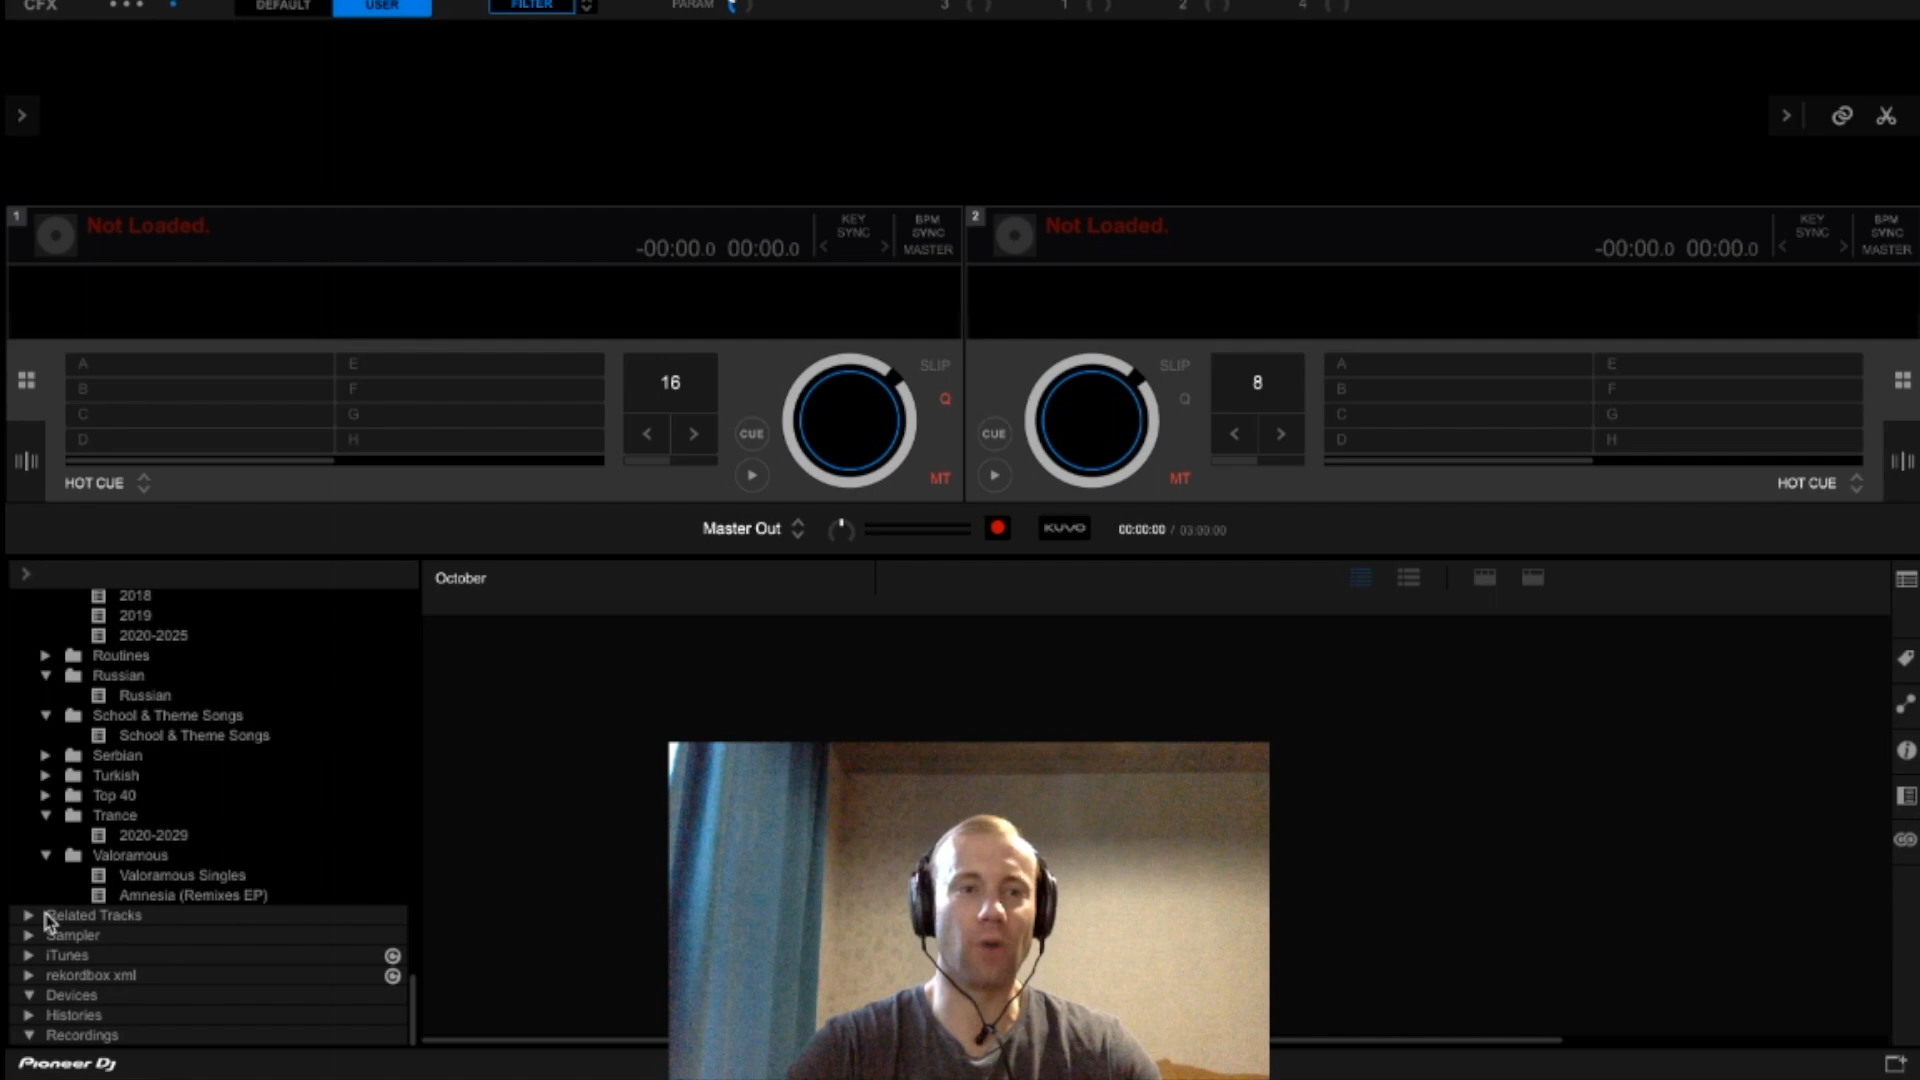 CFX DEFAULT USER FILTER PARAM 3 1 2 4
1 Not Loaded. -00:00.0 00:00.0 KEY SYNC BPM SYNC MASTER
2 Not Loaded. -00:00.0 00:00.0 KEY SYNC BPM SYNC MASTER
A E 16 SLIP
B F Q
C G CUE
D H MT
HOT CUE
SLIP 8 A E
Q B F
CUE C G
MT D H
HOT CUE
Master Out KUVO 00:00:00 / 03:00:00
October
2018
2019
2020-2025
Routines
Russian
Russian
School & Theme Songs
School & Theme Songs
Serbian
Turkish
Top 40
Trance
2020-2029
Valoramous
Valoramous Singles
Amnesia (Remixes EP)
Related Tracks
Sampler
iTunes
rekordbox xml
Devices
Histories
Recordings
Pioneer Dj